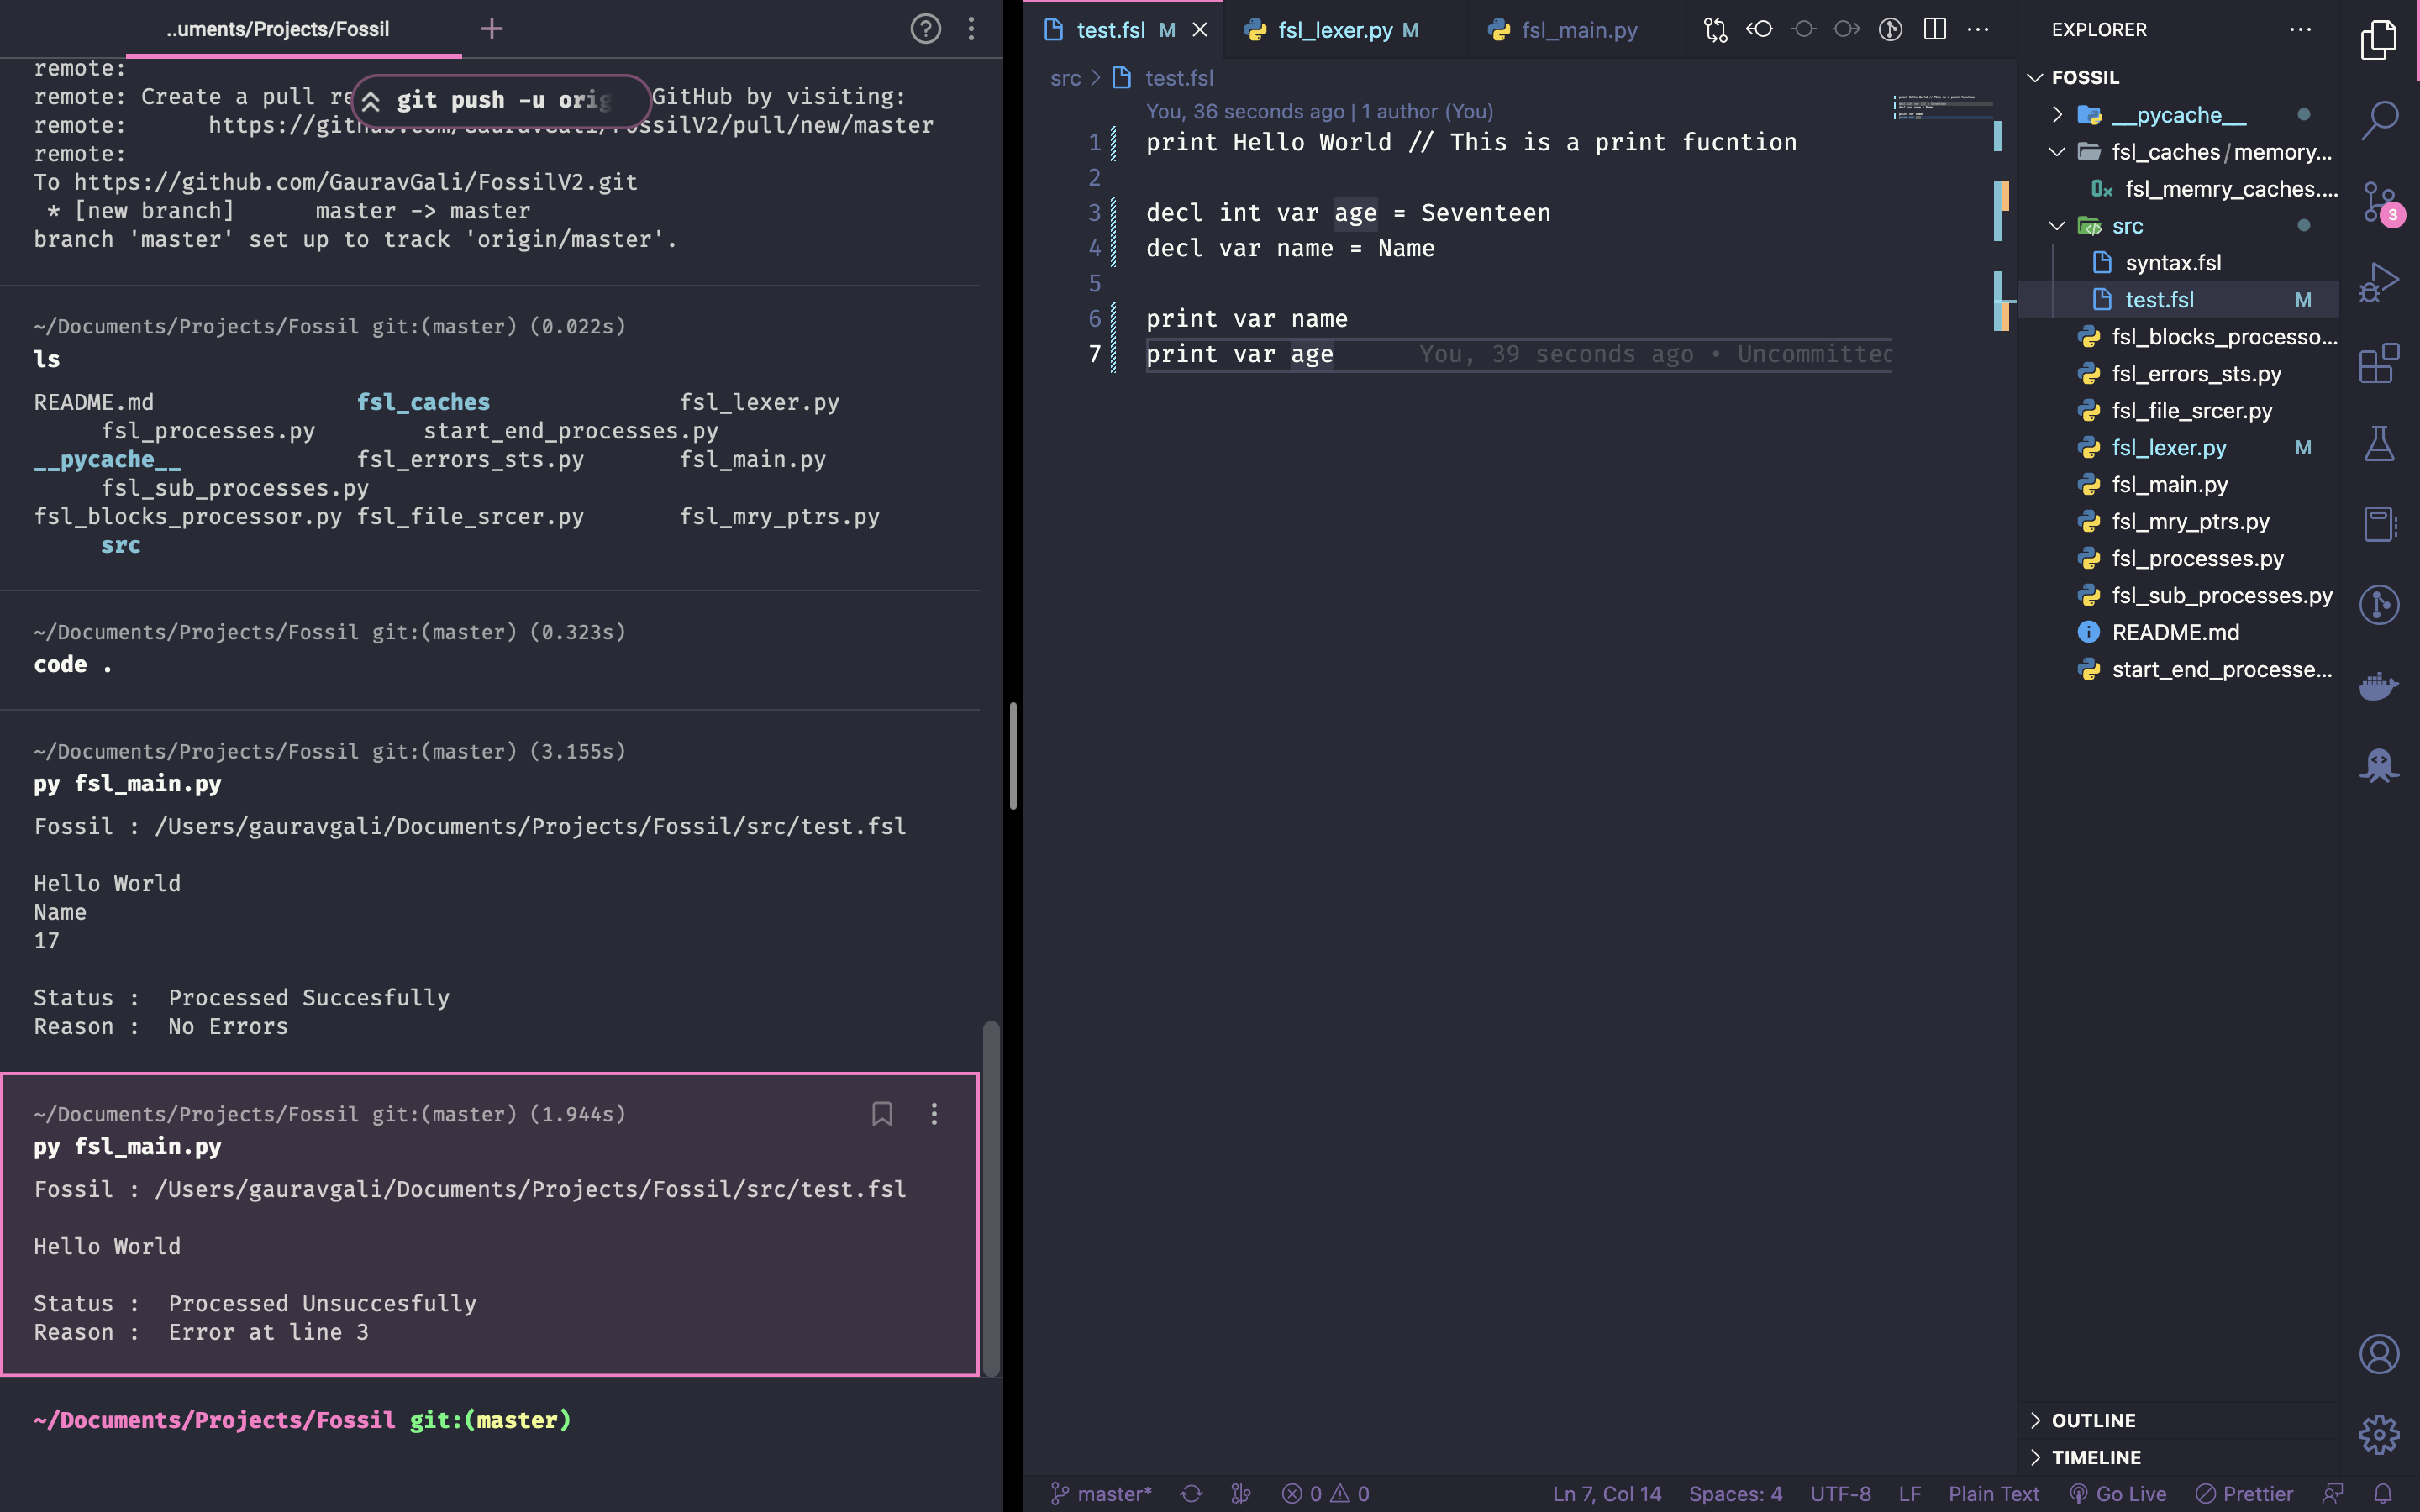 ..uments/Projects/Fossil
remote:
remote: Create a pull re
git push -u orig
GitHub by visiting:
remote:      https://github.com/GauravGali/FossilV2/pull/new/master
remote:
To https://github.com/GauravGali/FossilV2.git
 * [new branch]      master -> master
branch 'master' set up to track 'origin/master'.
~/Documents/Projects/Fossil git:(master) (0.022s)
ls
README.md fsl_caches fsl_lexer.py
fsl_processes.py start_end_processes.py
__pycache__ fsl_errors_sts.py fsl_main.py
fsl_sub_processes.py
fsl_blocks_processor.py fsl_file_srcer.py fsl_mry_ptrs.py
src
~/Documents/Projects/Fossil git:(master) (0.323s)
code .
~/Documents/Projects/Fossil git:(master) (3.155s)
py fsl_main.py
Fossil : /Users/gauravgali/Documents/Projects/Fossil/src/test.fsl
Hello World
Name
17
Status :  Processed Succesfully
Reason :  No Errors
~/Documents/Projects/Fossil git:(master) (1.944s)
py fsl_main.py
Fossil : /Users/gauravgali/Documents/Projects/Fossil/src/test.fsl
Hello World
Status :  Processed Unsuccesfully
Reason :  Error at line 3
~/Documents/Projects/Fossil git:(master)
test.fsl M fsl_lexer.py M fsl_main.py
src > test.fsl
You, 36 seconds ago | 1 author (You)
1 print Hello World // This is a print fucntion
2
3 decl int var age = Seventeen
4 decl var name = Name
5
6 print var name
7 print var age You, 39 seconds ago • Uncommitted
EXPLORER
FOSSIL
__pycache__
fsl_caches/memory...
fsl_memry_caches....
src
syntax.fsl
test.fsl M
fsl_blocks_processo...
fsl_errors_sts.py
fsl_file_srcer.py
fsl_lexer.py M
fsl_main.py
fsl_mry_ptrs.py
fsl_processes.py
fsl_sub_processes.py
README.md
start_end_processe...
OUTLINE
TIMELINE
3
master* 0 0 Ln 7, Col 14 Spaces: 4 UTF-8 LF Plain Text Go Live Prettier